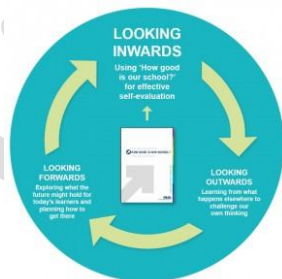 LOOKING
INWARDS
Using 'How good
is our school?'
for effective
self-evaluation
LOOKING
OUTWARDS
Learning from what
happens elsewhere to
challenge our
own thinking
LOOKING
FORWARDS
Exploring what the
future might hold for
today's learners and
planning how to
get there